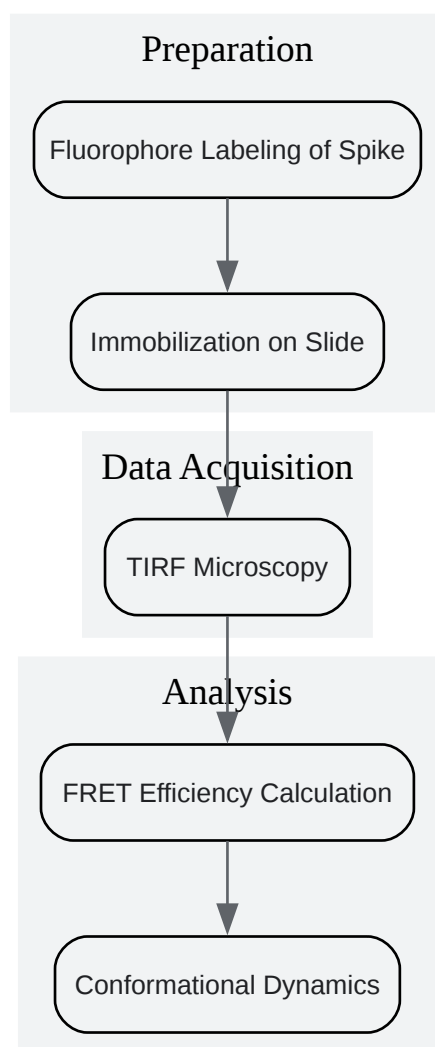 Preparation
Fluorophore Labeling of Spike
Immobilization on Slide
Data Acquisition
TIRF Microscopy
Analysis
FRET Efficiency Calculation
Conformational Dynamics